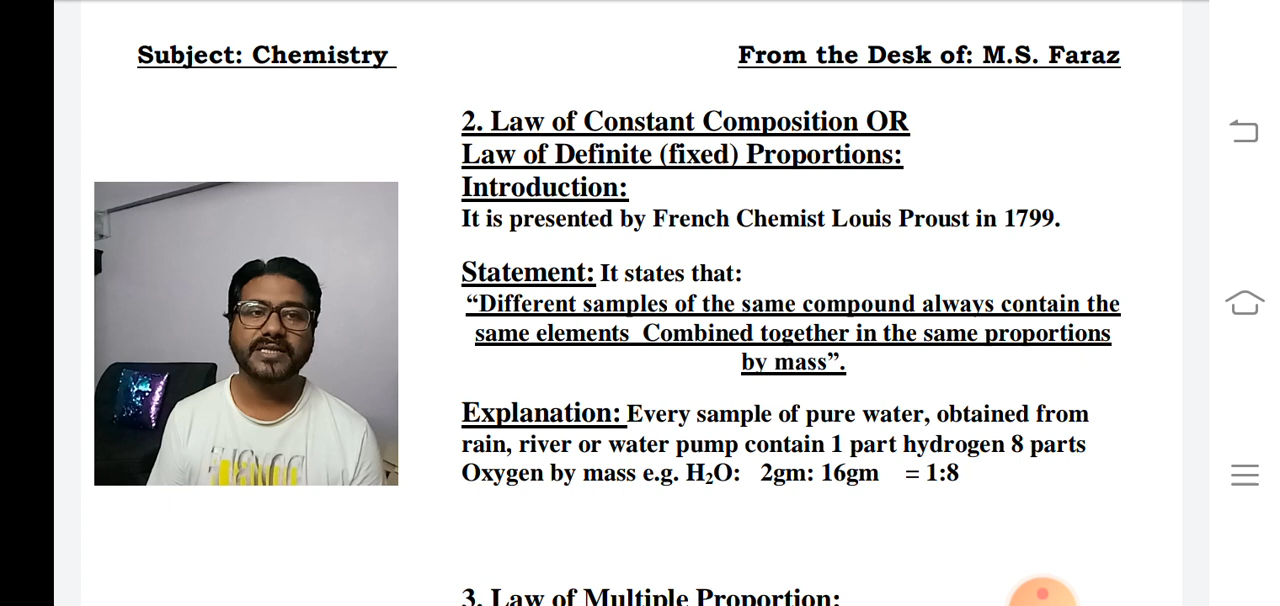 Subject: Chemistry
From the Desk of: M.S. Faraz
2. Law of Constant Composition OR
Law of Definite (fixed) Proportions:
Introduction:
It is presented by French Chemist Louis Proust in 1799.
Statement: It states that:
“Different samples of the same compound always contain the
same elements Combined together in the same proportions
by mass”.
Explanation: Every sample of pure water, obtained from
rain, river or water pump contain 1 part hydrogen 8 parts
Oxygen by mass e.g. H₂O: 2gm: 16gm = 1:8
3. Law of Multiple Proportion: